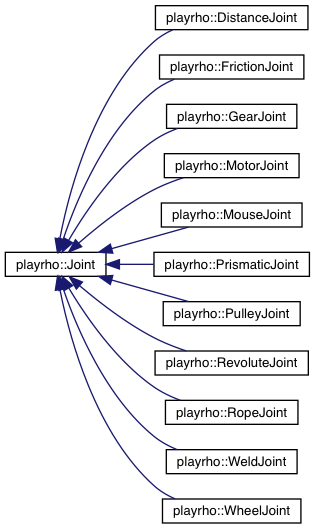 playrho::DistanceJoint
playrho::FrictionJoint
playrho::GearJoint
playrho::MotorJoint
playrho::MouseJoint
playrho::Joint
playrho::PrismaticJoint
playrho::PulleyJoint
playrho::RevoluteJoint
playrho::RopeJoint
playrho::WeldJoint
playrho::WheelJoint